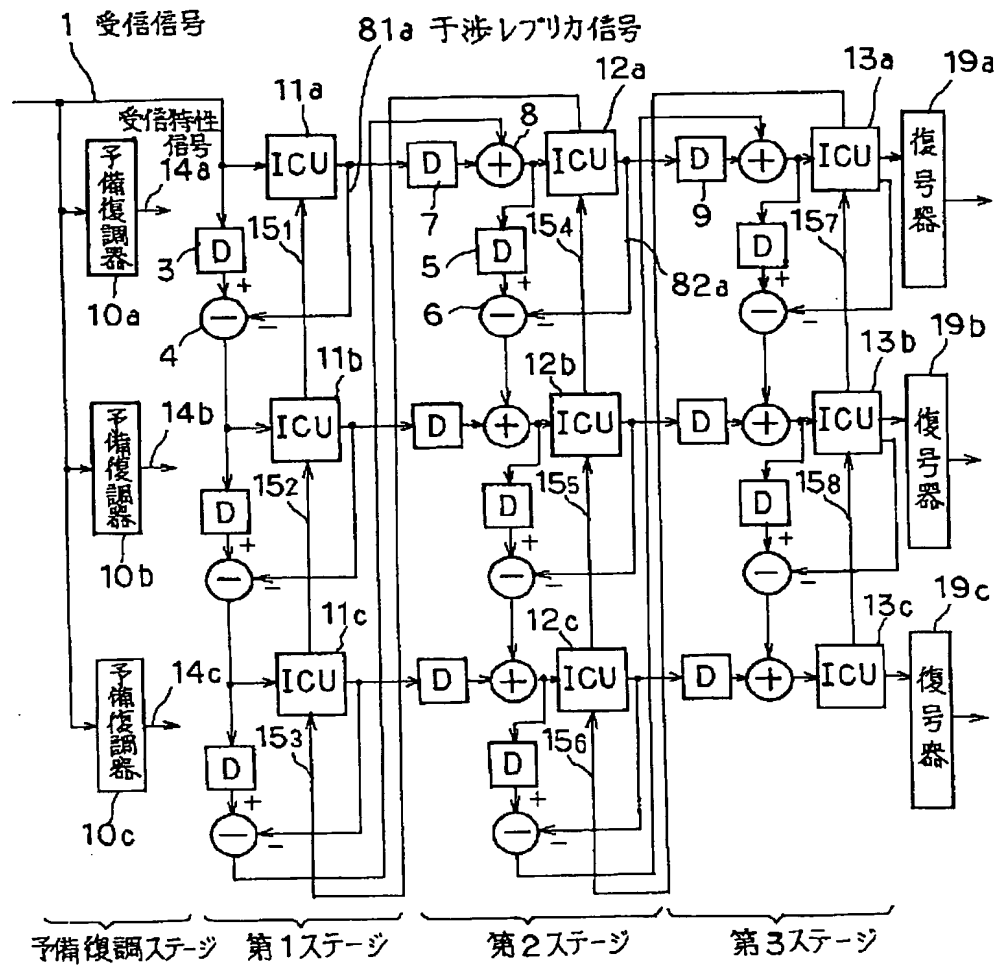 1 受信信号
81a 干渉レプリカ信号
受信特性
信号
14a
予備復調器
10a
3
D
+
−
4
−
11a
ICU
15₁
D
7
+
8
12a
ICU
5
D
+
6
−
−
15₄
82a
D
9
+
13a
ICU
19a
復号器
D
+
−
−
15₇
14b
予備復調器
10b
11b
ICU
D
+
−
−
15₂
D
+
12b
ICU
D
+
−
−
15₅
D
+
13b
ICU
19b
復号器
D
+
−
−
15₈
14c
予備復調器
10c
11c
ICU
D
+
−
−
15₃
D
+
12c
ICU
D
+
−
−
15₆
D
+
13c
ICU
19c
復号器
予備復調ステージ
第1ステージ
第2ステージ
第3ステージ